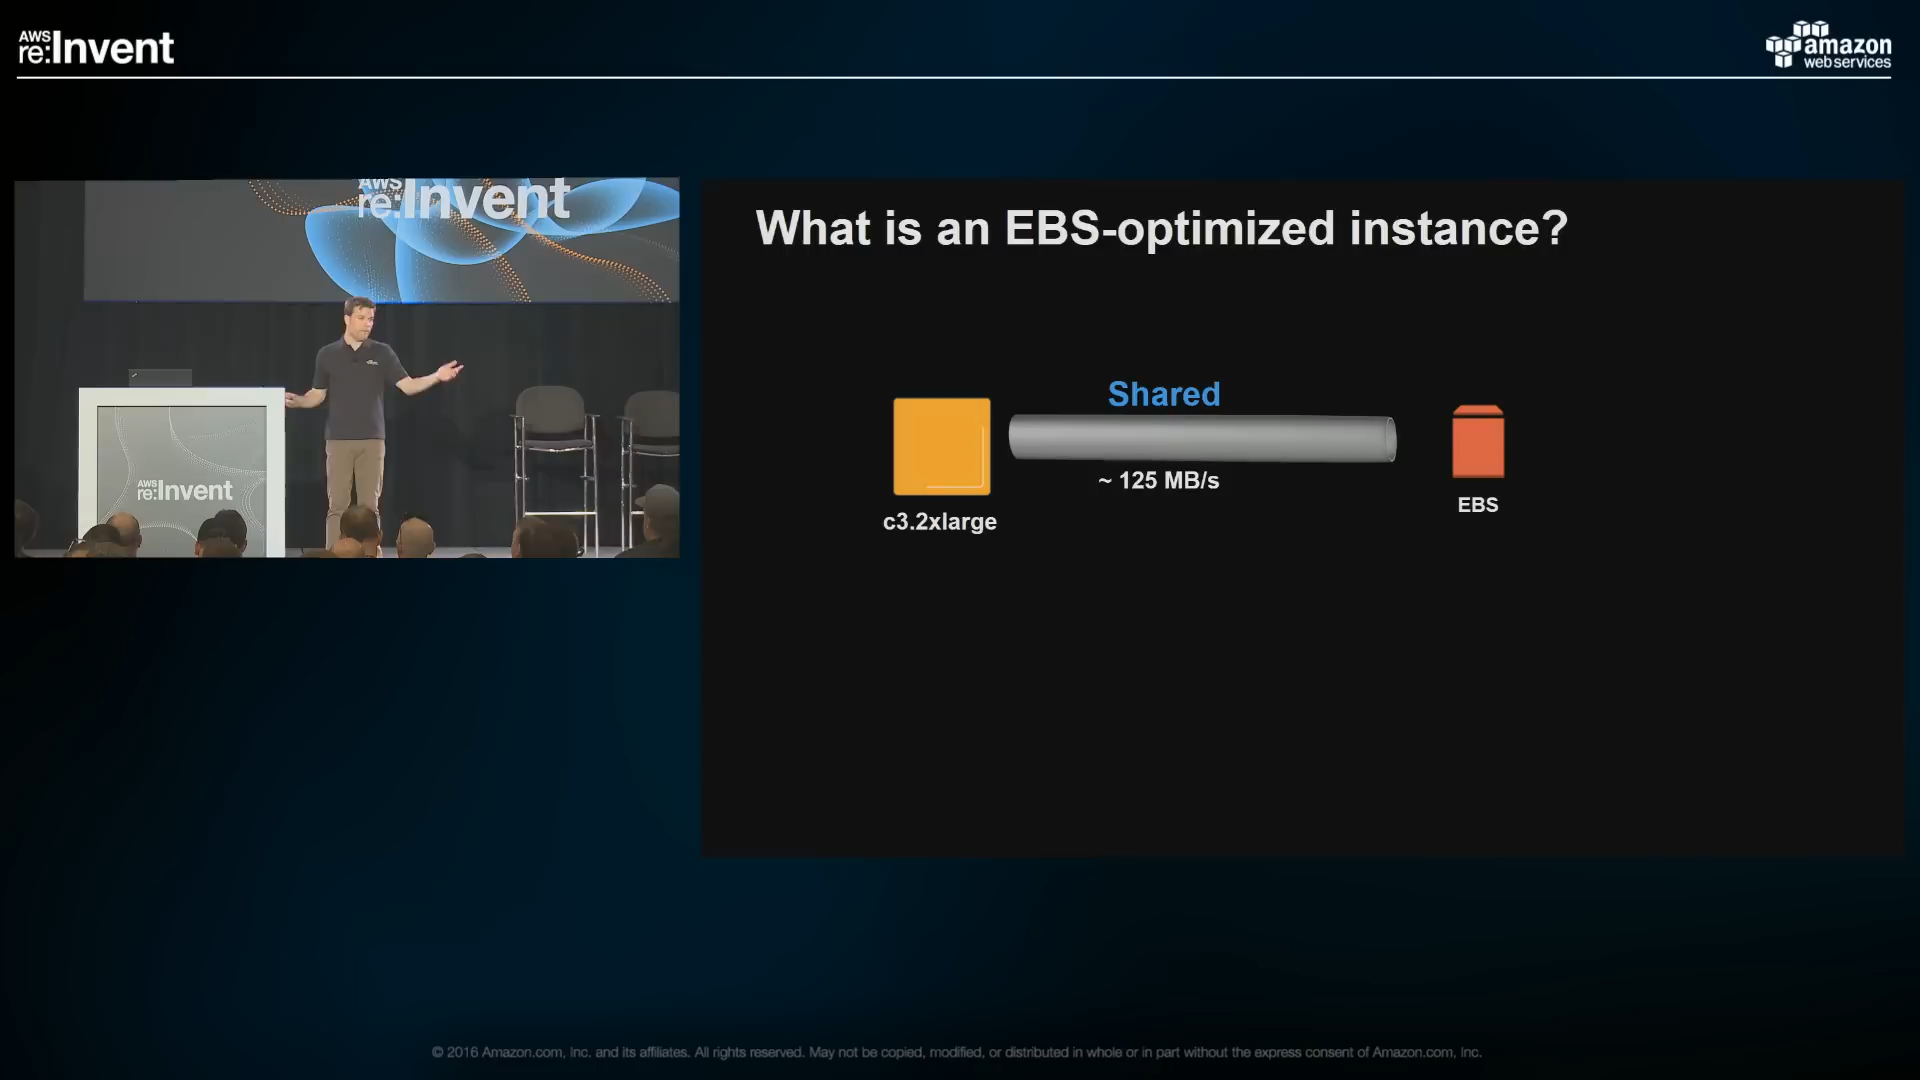 AWS
re:Invent
amazon
web services
AWS
re:Invent
AWS
re:Invent
What is an EBS-optimized instance?
Shared
~ 125 MB/s
c3.2xlarge
EBS
© 2016 Amazon.com, Inc. and its affiliates. All rights reserved. May not be copied, modified, or distributed in whole or in part without the express consent of Amazon.com, Inc.